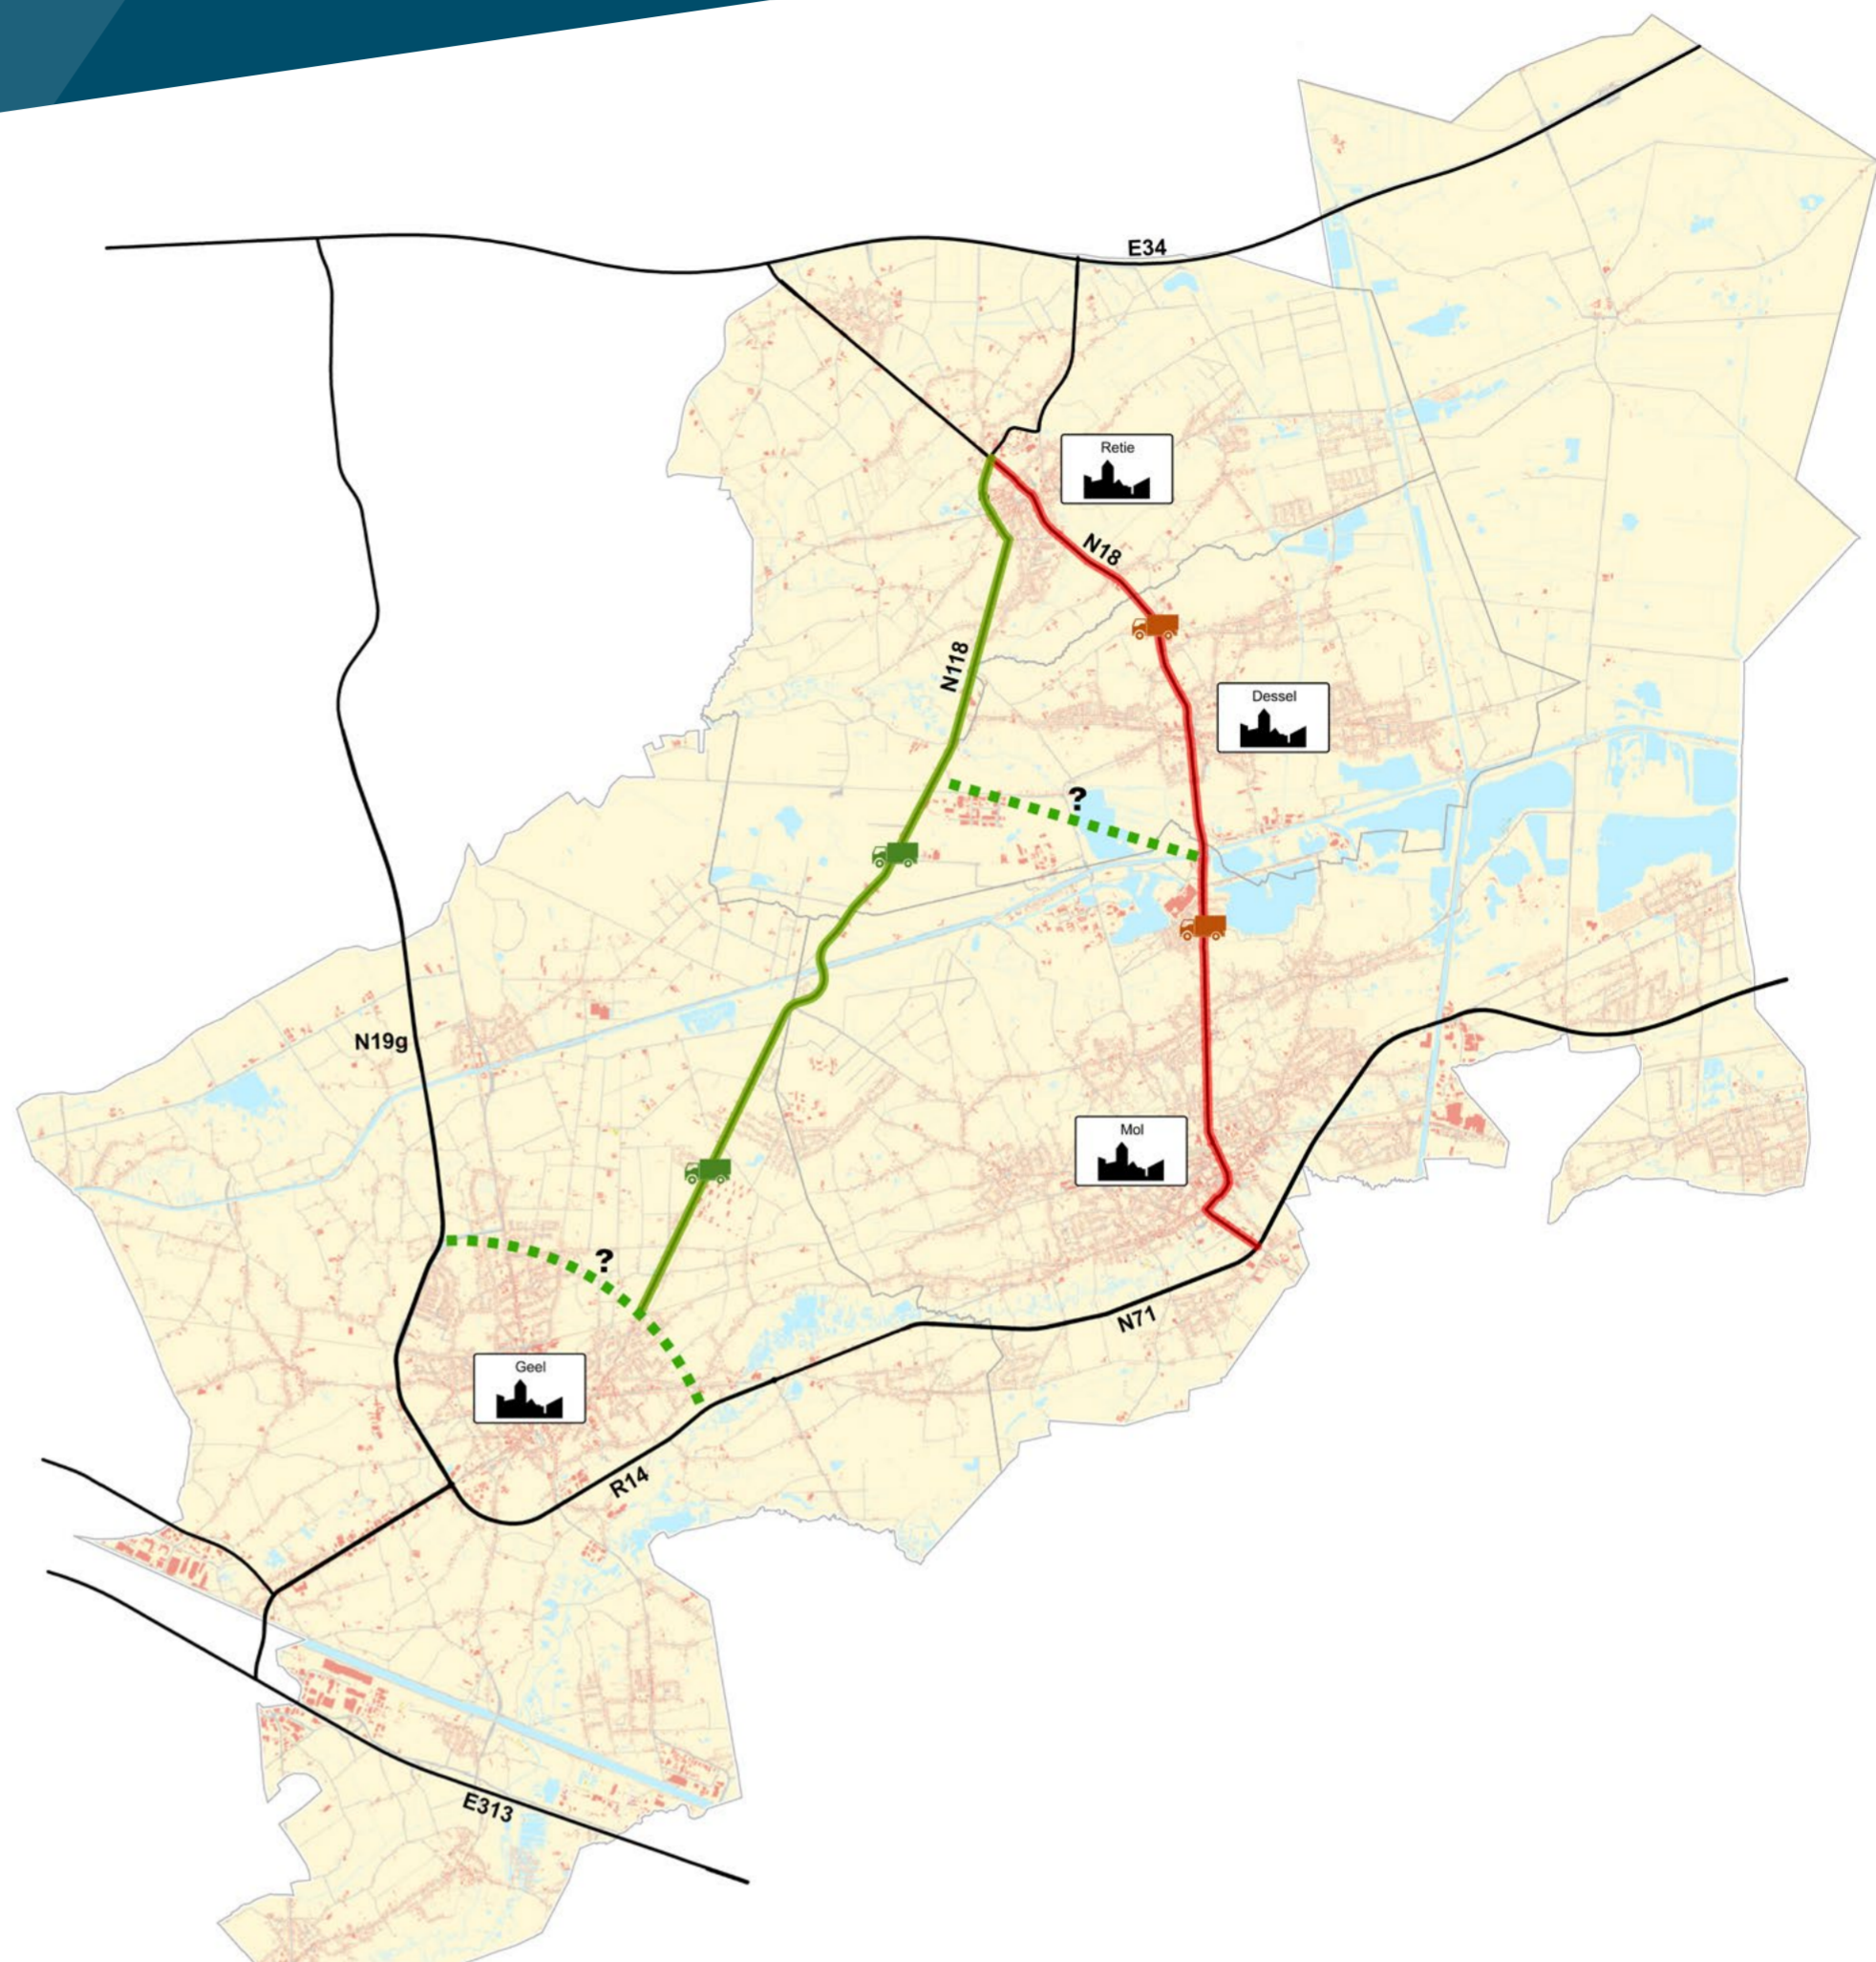 E34
Retie
N18
N118
Dessel
?
N19g
Mol
?
N71
Geel
R14
E313